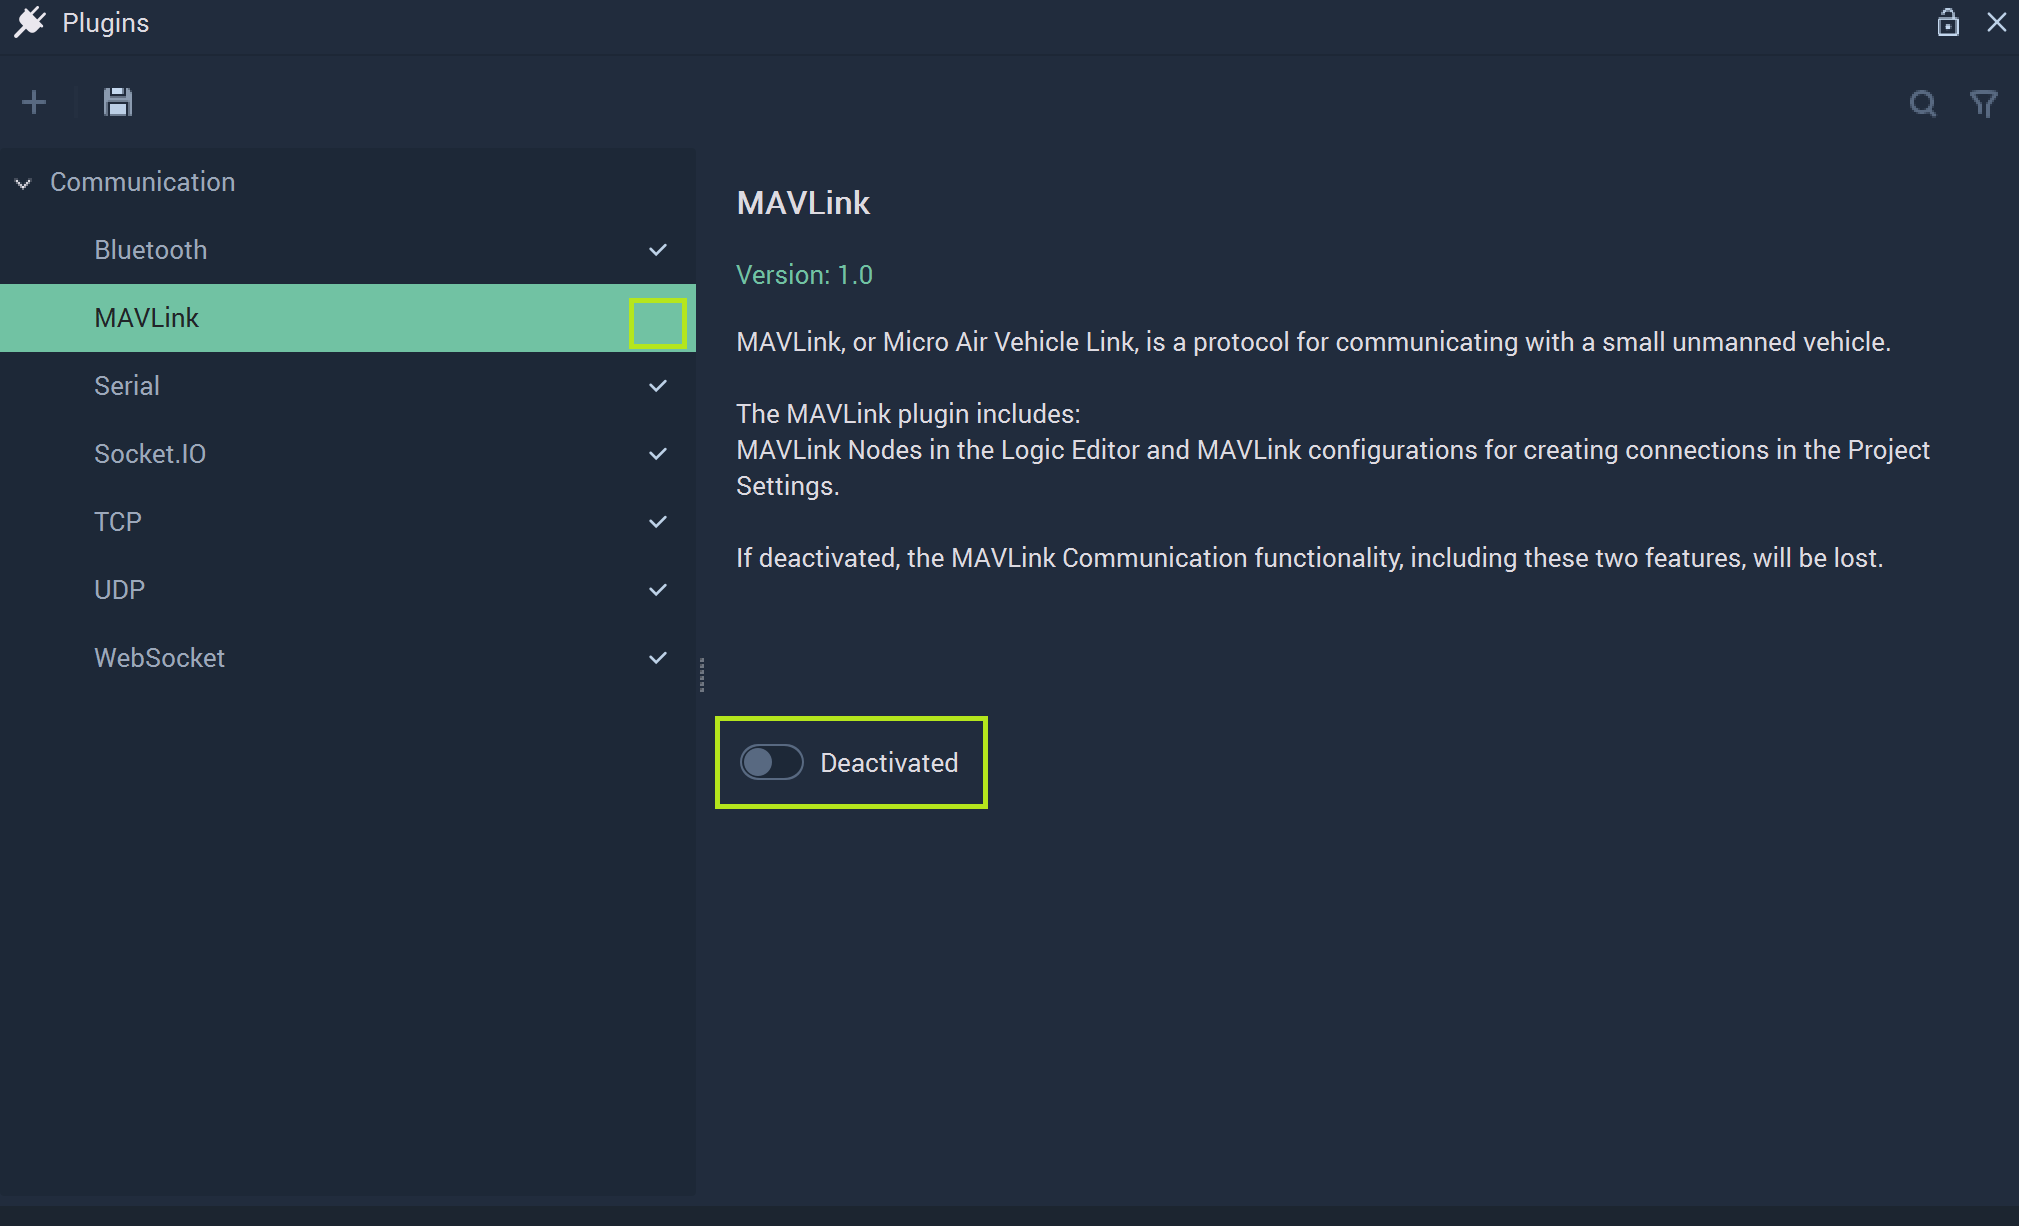 Plugins
Communication
Bluetooth
MAVLink
Serial
Socket.IO
TCP
UDP
WebSocket
MAVLink
Version: 1.0
MAVLink, or Micro Air Vehicle Link, is a protocol for communicating with a small unmanned vehicle.
The MAVLink plugin includes:
MAVLink Nodes in the Logic Editor and MAVLink configurations for creating connections in the Project
Settings.
If deactivated, the MAVLink Communication functionality, including these two features, will be lost.
Deactivated